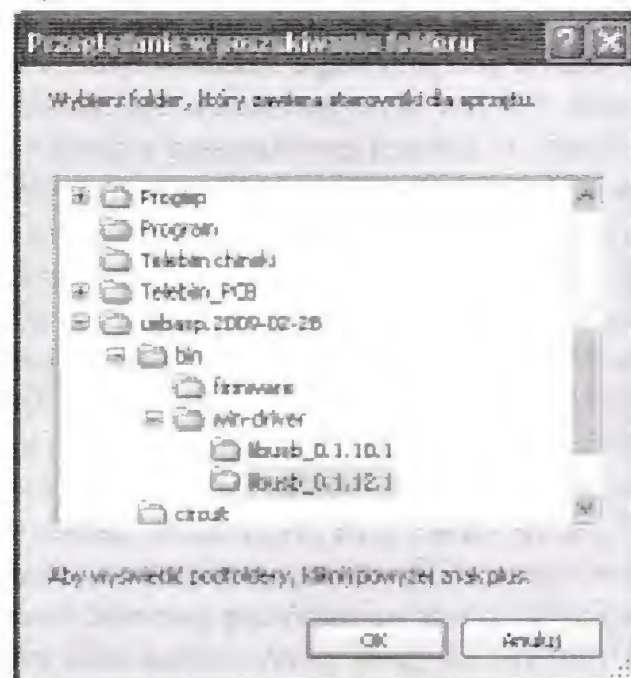 Przeglądanie w poszukiwaniu folderu
Wybierz folder, który zawiera sterowniki dla sprzętu.
Progisp
Program
Telebim chinski
Telebim_PCB
usbasp.2009-02-28
bin
firmware
win-driver
libusb_0.1.10.1
libusb_0.1.12.1
circuit
Aby wyświetlić podfoldery, kliknij powyżej znak plus.
OK
Anuluj